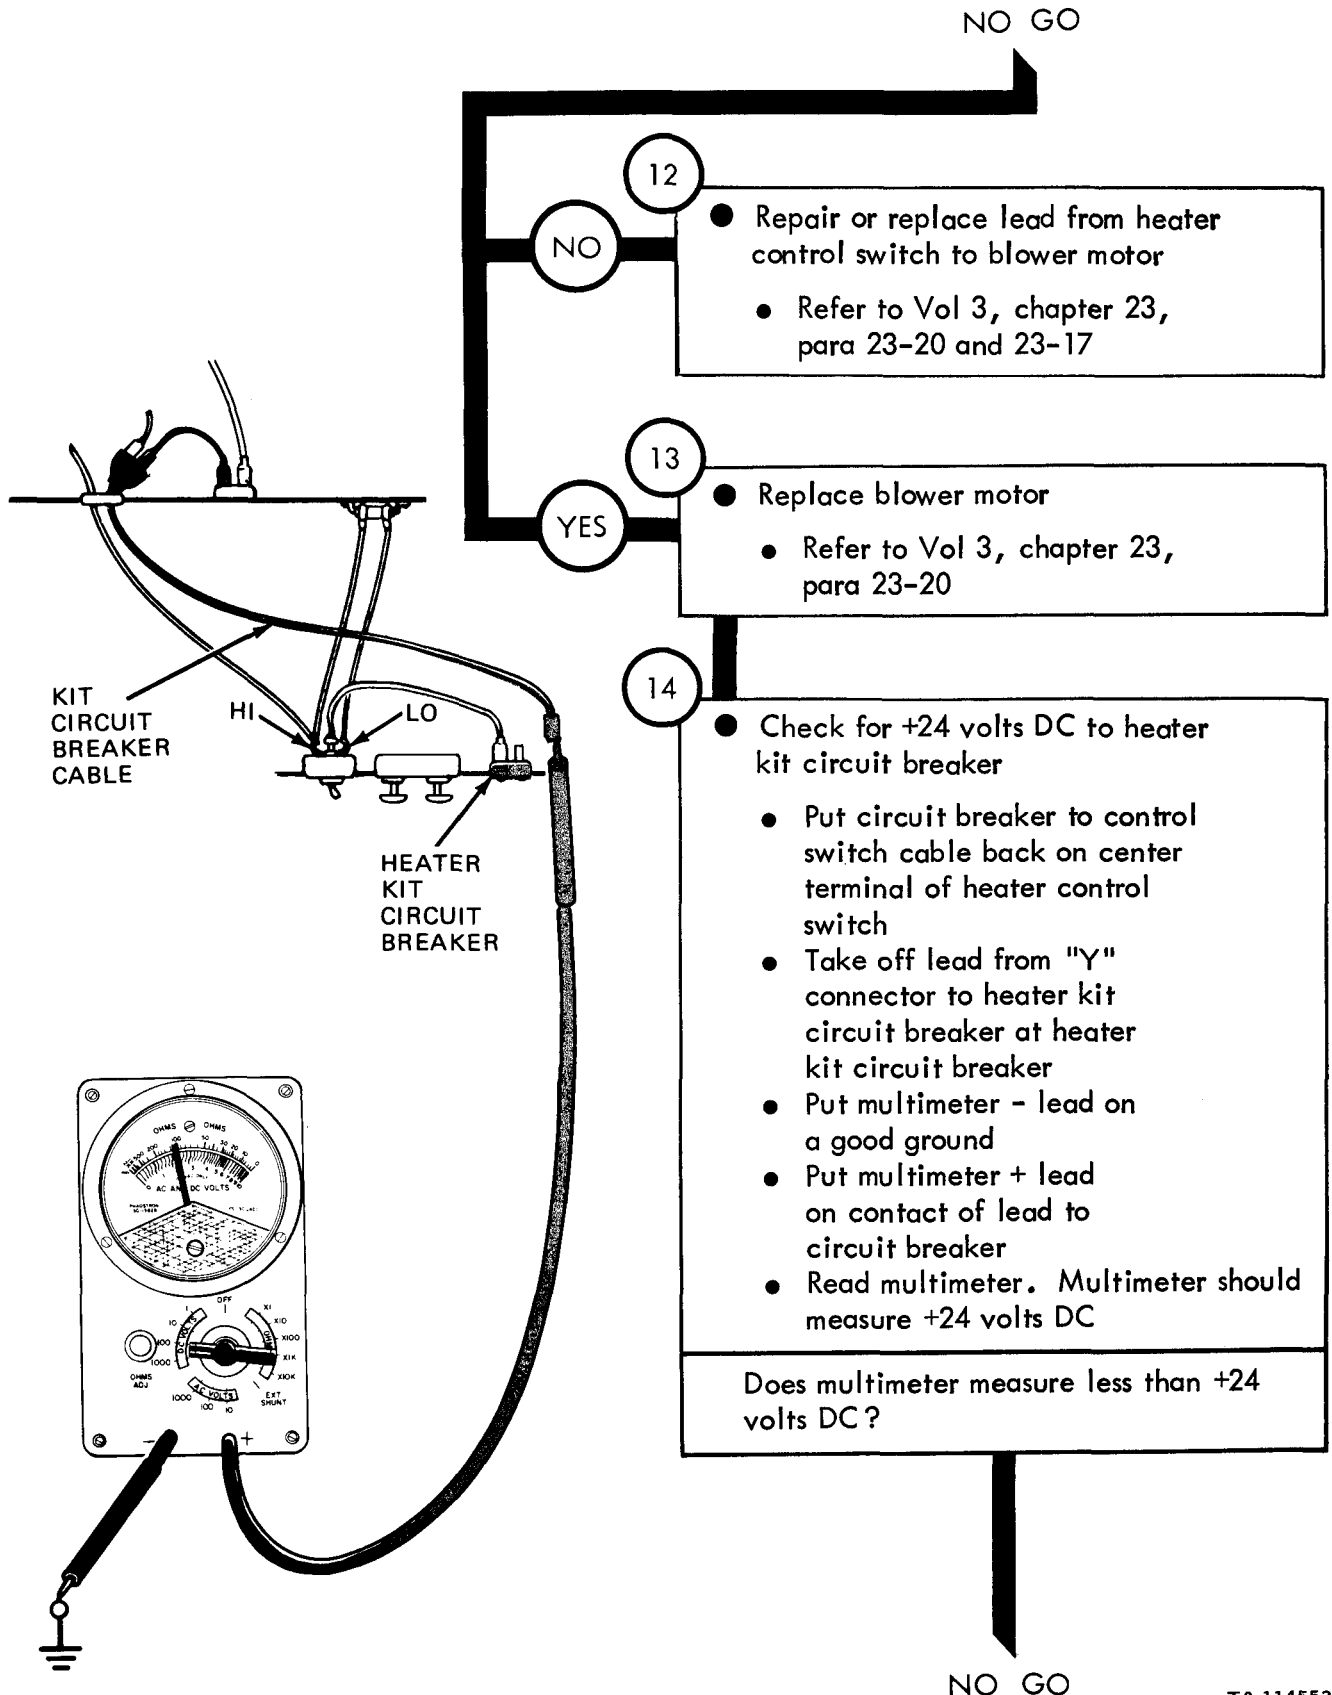 NO GO
12
● Repair or replace lead from heater
control switch to blower motor
● Refer to Vol 3, chapter 23,
para 23-20 and 23-17
NO
13
● Replace blower motor
● Refer to Vol 3, chapter 23,
para 23-20
YES
14
● Check for +24 volts DC to heater
kit circuit breaker
● Put circuit breaker to control
switch cable back on center
terminal of heater control
switch
● Take off lead from "Y"
connector to heater kit
circuit breaker at heater
kit circuit breaker
● Put multimeter - lead on
a good ground
● Put multimeter + lead
on contact of lead to
circuit breaker
● Read multimeter. Multimeter should
measure +24 volts DC
Does multimeter measure less than +24
volts DC?
NO GO
KIT
CIRCUIT
BREAKER
CABLE
HI
LO
HEATER
KIT
CIRCUIT
BREAKER
OHMS OHMS
AC AND DC VOLTS
OFF
1
10
100
1000
DC VOLTS
X1
X10
X100
X1K
X10K
OHMS
OHMS
ADJ
AC VOLTS
1000
100
10
EXT
SHUNT
- +